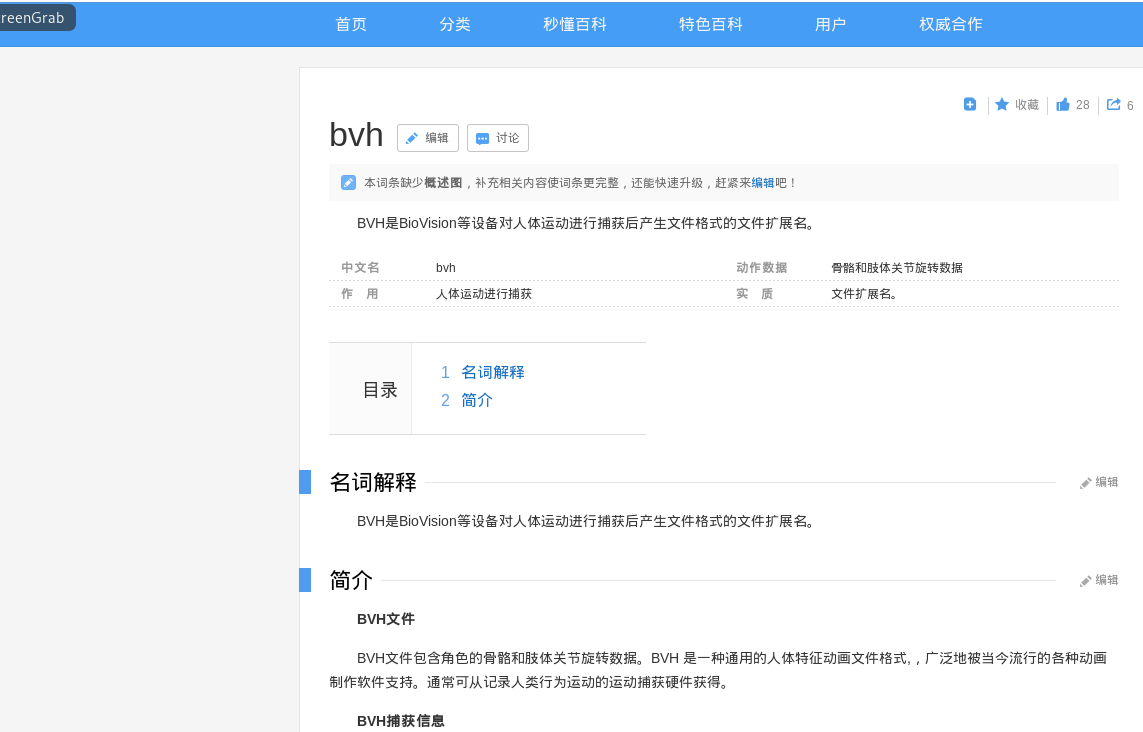 reenGrab
首页 分类 秒懂百科 特色百科 用户 权威合作
收藏 28 6
bvh 编辑 讨论
本词条缺少概述图，补充相关内容使词条更完整，还能快速升级，赶紧来编辑吧！
BVH是BioVision等设备对人体运动进行捕获后产生文件格式的文件扩展名。
中文名 bvh 动作数据 骨骼和肢体关节旋转数据
作 用 人体运动进行捕获 实 质 文件扩展名。
目录
1 名词解释
2 简介
名词解释 编辑
BVH是BioVision等设备对人体运动进行捕获后产生文件格式的文件扩展名。
简介 编辑
BVH文件
BVH文件包含角色的骨骼和肢体关节旋转数据。BVH 是一种通用的人体特征动画文件格式,，广泛地被当今流行的各种动画
制作软件支持。通常可从记录人类行为运动的运动捕获硬件获得。
BVH捕获信息